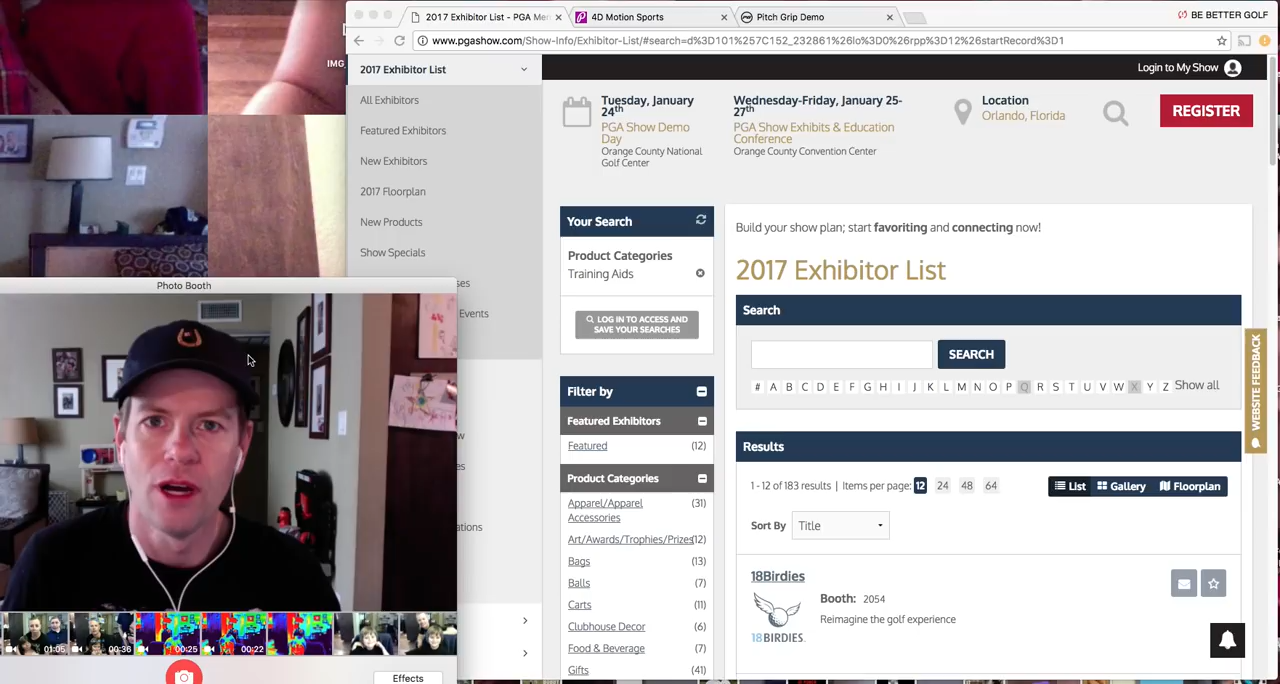 2017 Exhibitor List - PGA Mer
4D Motion Sports
Pitch Grip Demo
BE BETTER GOLF
www.pgashow.com/Show-Info/Exhibitor-List/#search=d%3D101%257C152_232861%26lo%3D0%26rpp%3D12%26startRecord%3D1
IMG
2017 Exhibitor List
All Exhibitors
Featured Exhibitors
New Exhibitors
2017 Floorplan
New Products
Show Specials
ses
Events
w
es
ations
Login to My Show
Tuesday, January
24th
PGA Show Demo
Day
Orange County National
Golf Center
Wednesday-Friday, January 25-
27th
PGA Show Exhibits & Education
Conference
Orange County Convention Center
Location
Orlando, Florida
REGISTER
Your Search
Product Categories
Training Aids
LOG IN TO ACCESS AND
SAVE YOUR SEARCHES
Filter by
Featured Exhibitors
Featured (12)
Product Categories
Apparel/Apparel
Accessories (31)
Art/Awards/Trophies/Prizes(12)
Bags (13)
Balls (7)
Carts (11)
Clubhouse Decor (6)
Food & Beverage (7)
Gifts (41)
Build your show plan; start favoriting and connecting now!
2017 Exhibitor List
Search
SEARCH
# A B C D E F G H I J K L M N O P Q R S T U V W X Y Z Show all
Results
1 - 12 of 183 results | Items per page: 12 24 48 64
List Gallery Floorplan
Sort By Title
18Birdies
Booth: 2054
Reimagine the golf experience
18BIRDIES.
WEBSITE FEEDBACK
Photo Booth
01:05
00:36
00:25
00:22
Effects